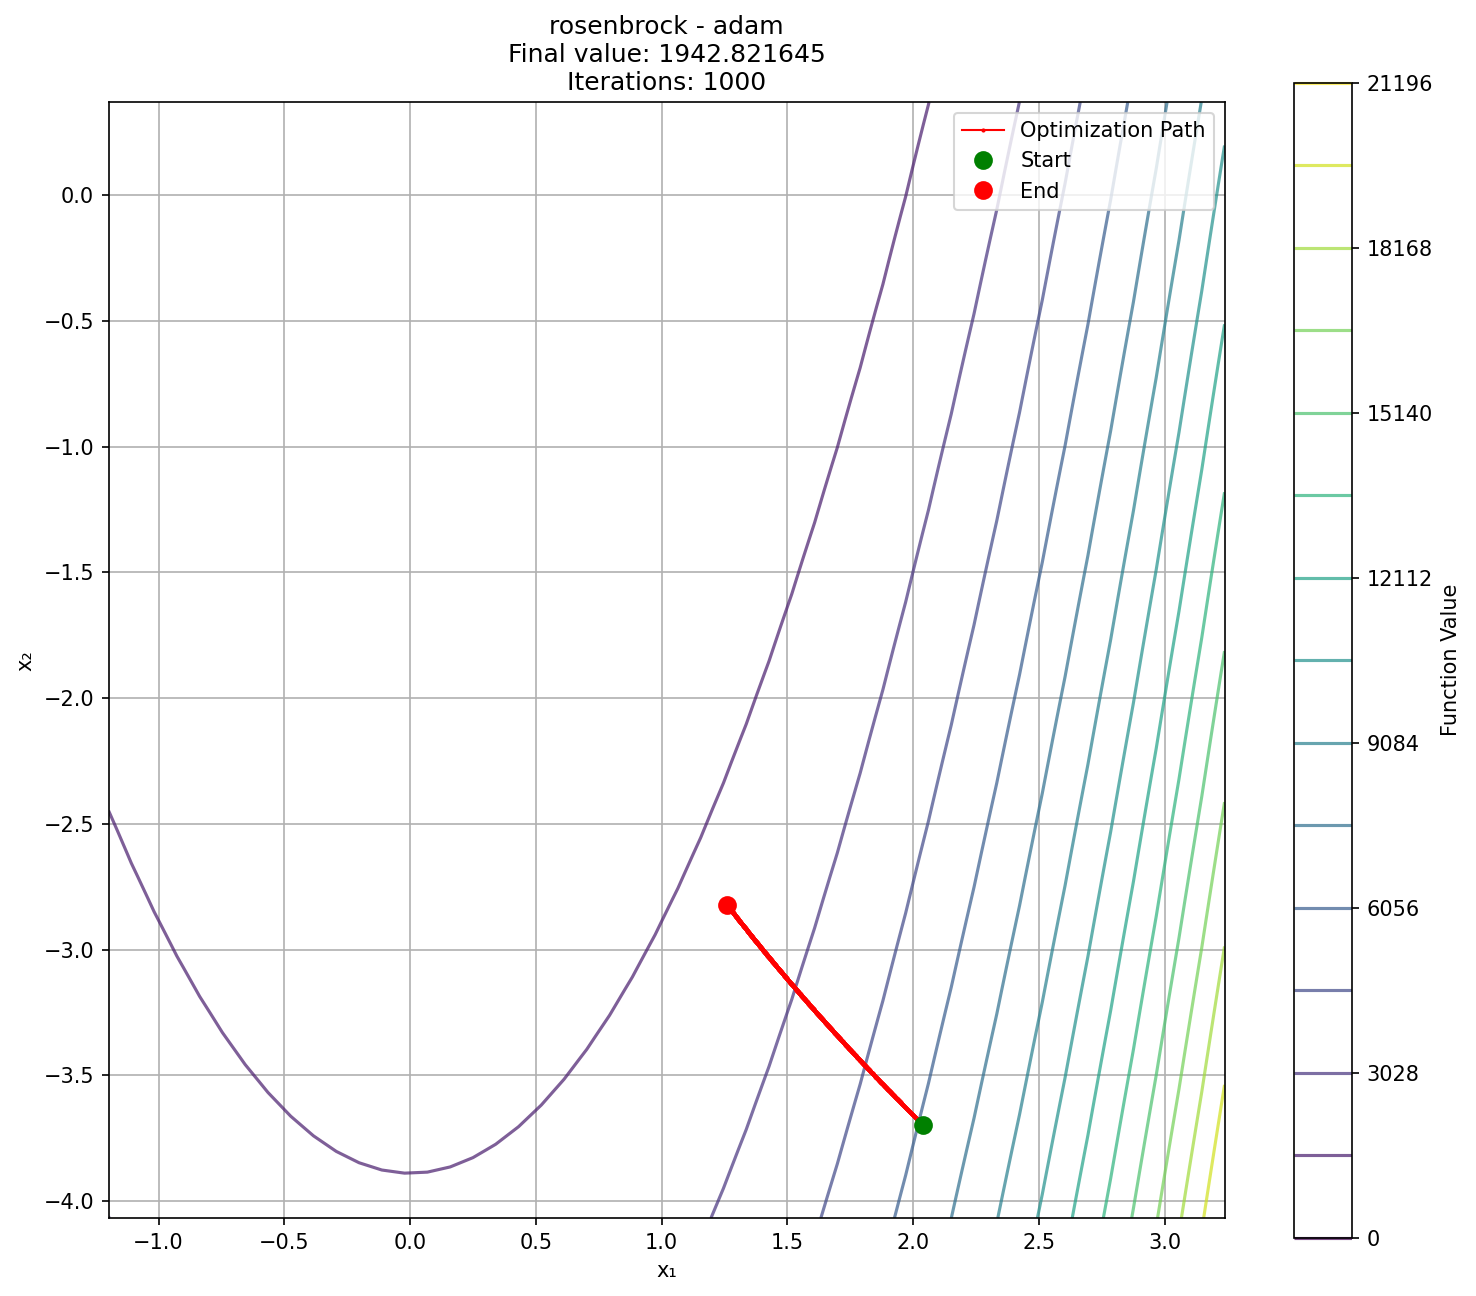 rosenbrock - adam
Final value: 1942.821645
Iterations: 1000
Optimization Path
Start
End
0.0
−0.5
−1.0
−1.5
−2.0
−2.5
−3.0
−3.5
−4.0
x₂
−1.0
−0.5
0.0
0.5
1.0
1.5
2.0
2.5
3.0
x₁
21196
18168
15140
12112
9084
6056
3028
0
Function Value